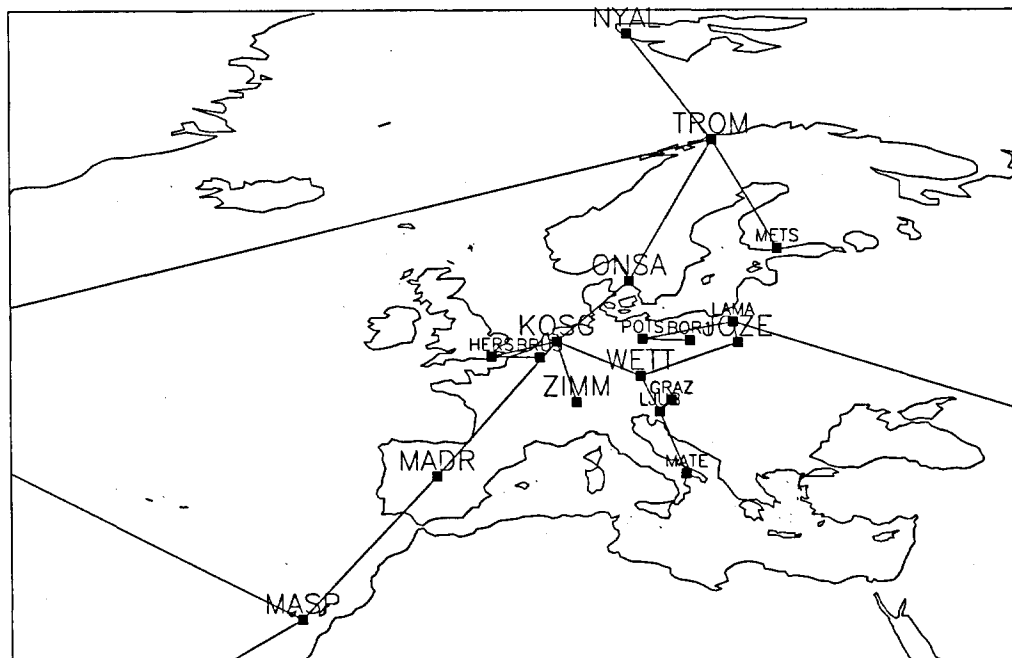 NYAL
TROM
METS
ONSA
LAMA
KOSG
POTS
BORJ
JOZE
HERS
BRUS
WETT
ZIMM
GRAZ
LJUB
MADR
MATE
MASP